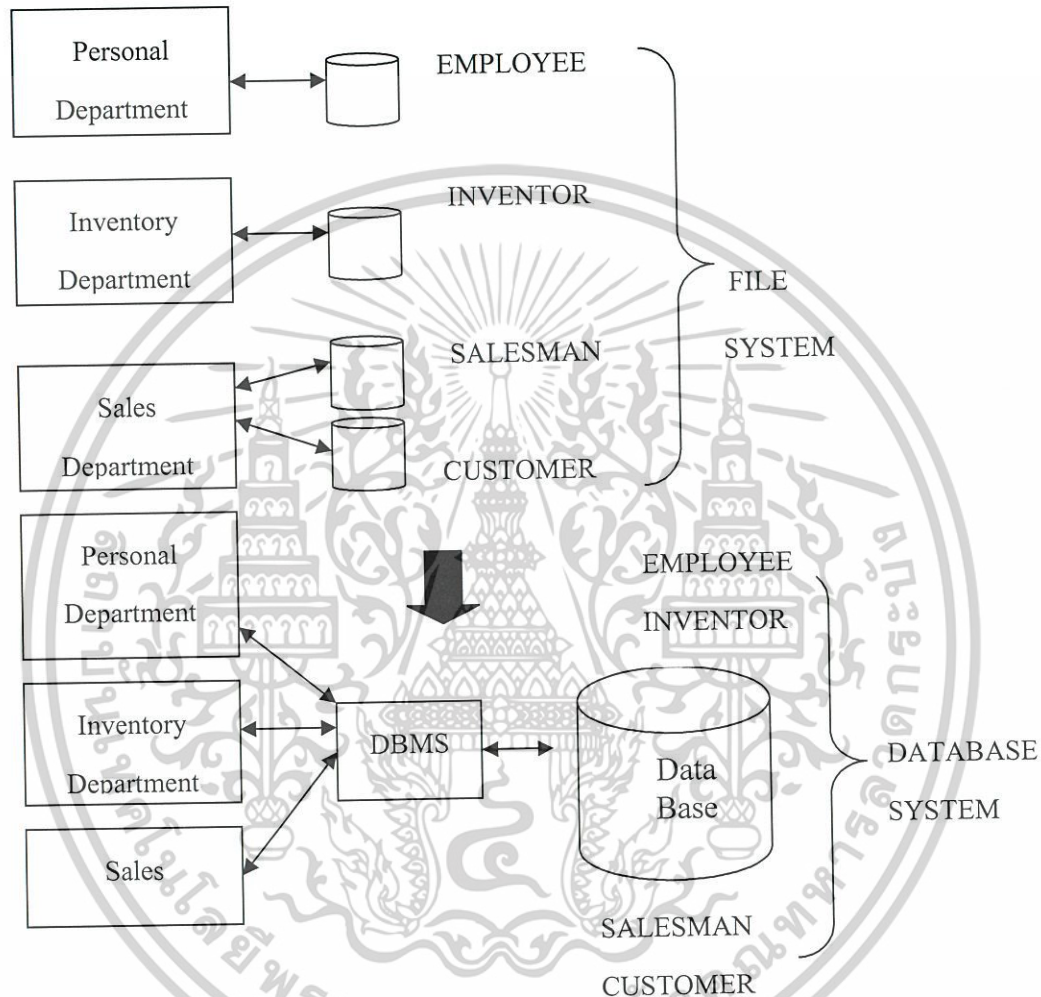 Personal
Department
EMPLOYEE
Inventory
Department
INVENTOR
Sales
Department
SALESMAN
CUSTOMER
FILE
SYSTEM
Personal
Department
Inventory
Department
Sales
DBMS
EMPLOYEE
INVENTOR
Data
Base
SALESMAN
CUSTOMER
DATABASE
SYSTEM